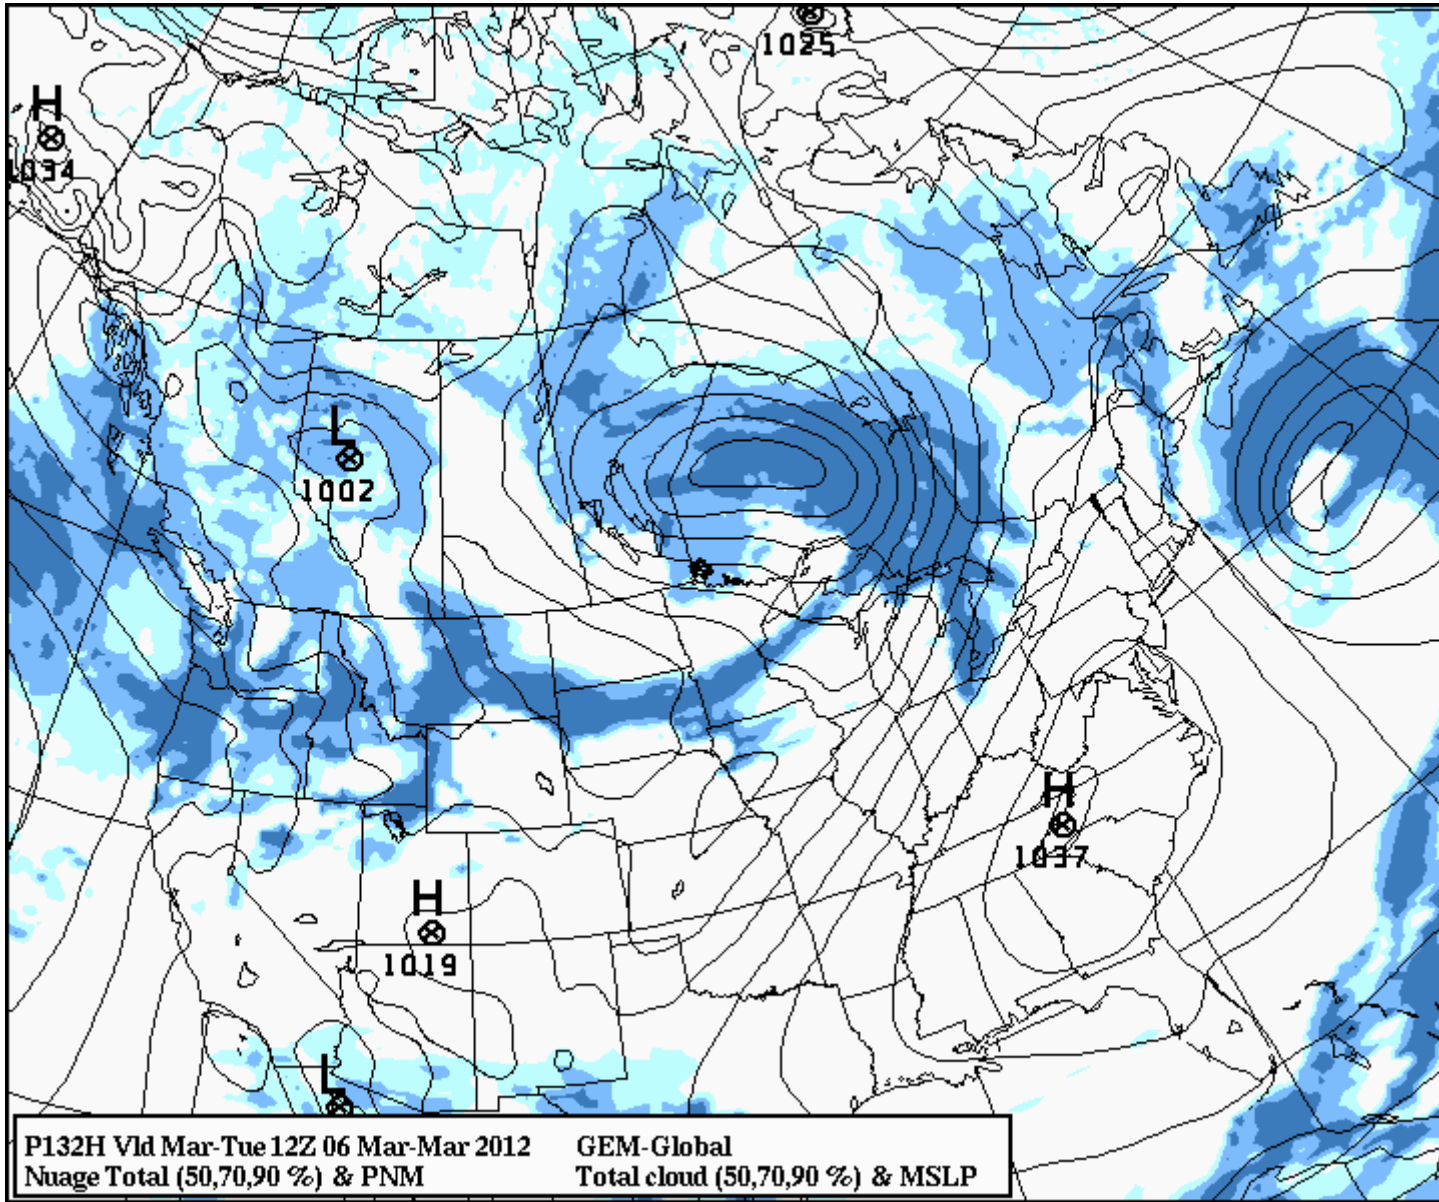 1025
H
1034
L
1002
H
1037
H
1019
L
P132H Vld Mar-Tue 12Z 06 Mar-Mar 2012 GEM-Global
Nuage Total (50,70,90 %) & PNM Total cloud (50,70,90 %) & MSLP